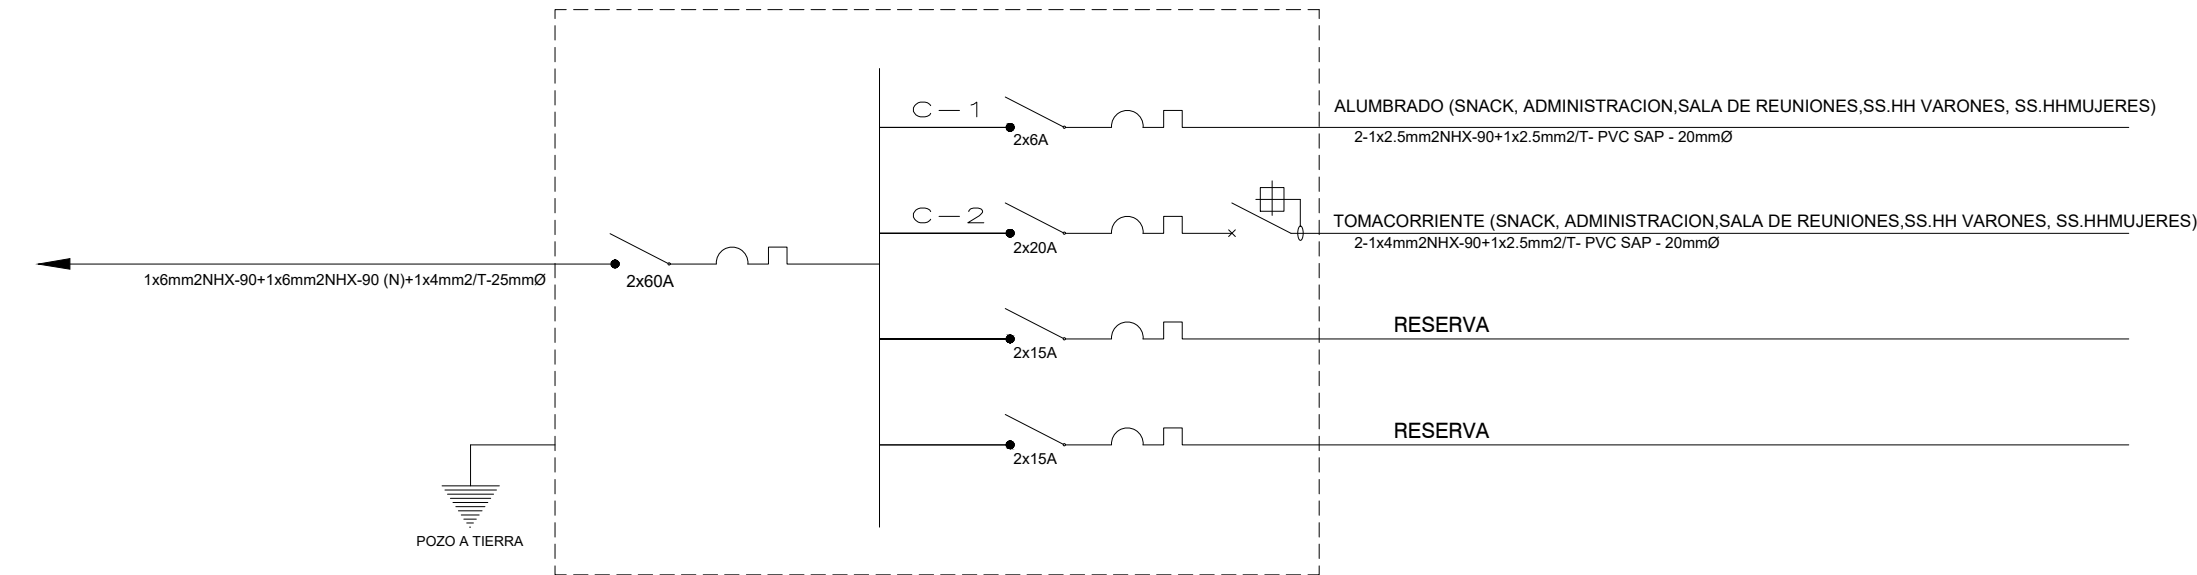 C-1
2x6A
ALUMBRADO (SNACK, ADMINISTRACION,SALA DE REUNIONES,SS.HH VARONES, SS.HHMUJERES)
2-1x2.5mm2NHX-90+1x2.5mm2/T- PVC SAP - 20mmØ
C-2
2x20A
TOMACORRIENTE (SNACK, ADMINISTRACION,SALA DE REUNIONES,SS.HH VARONES, SS.HHMUJERES)
2-1x4mm2NHX-90+1x2.5mm2/T- PVC SAP - 20mmØ
1x6mm2NHX-90+1x6mm2NHX-90 (N)+1x4mm2/T-25mmØ
2x60A
RESERVA
2x15A
RESERVA
2x15A
POZO A TIERRA